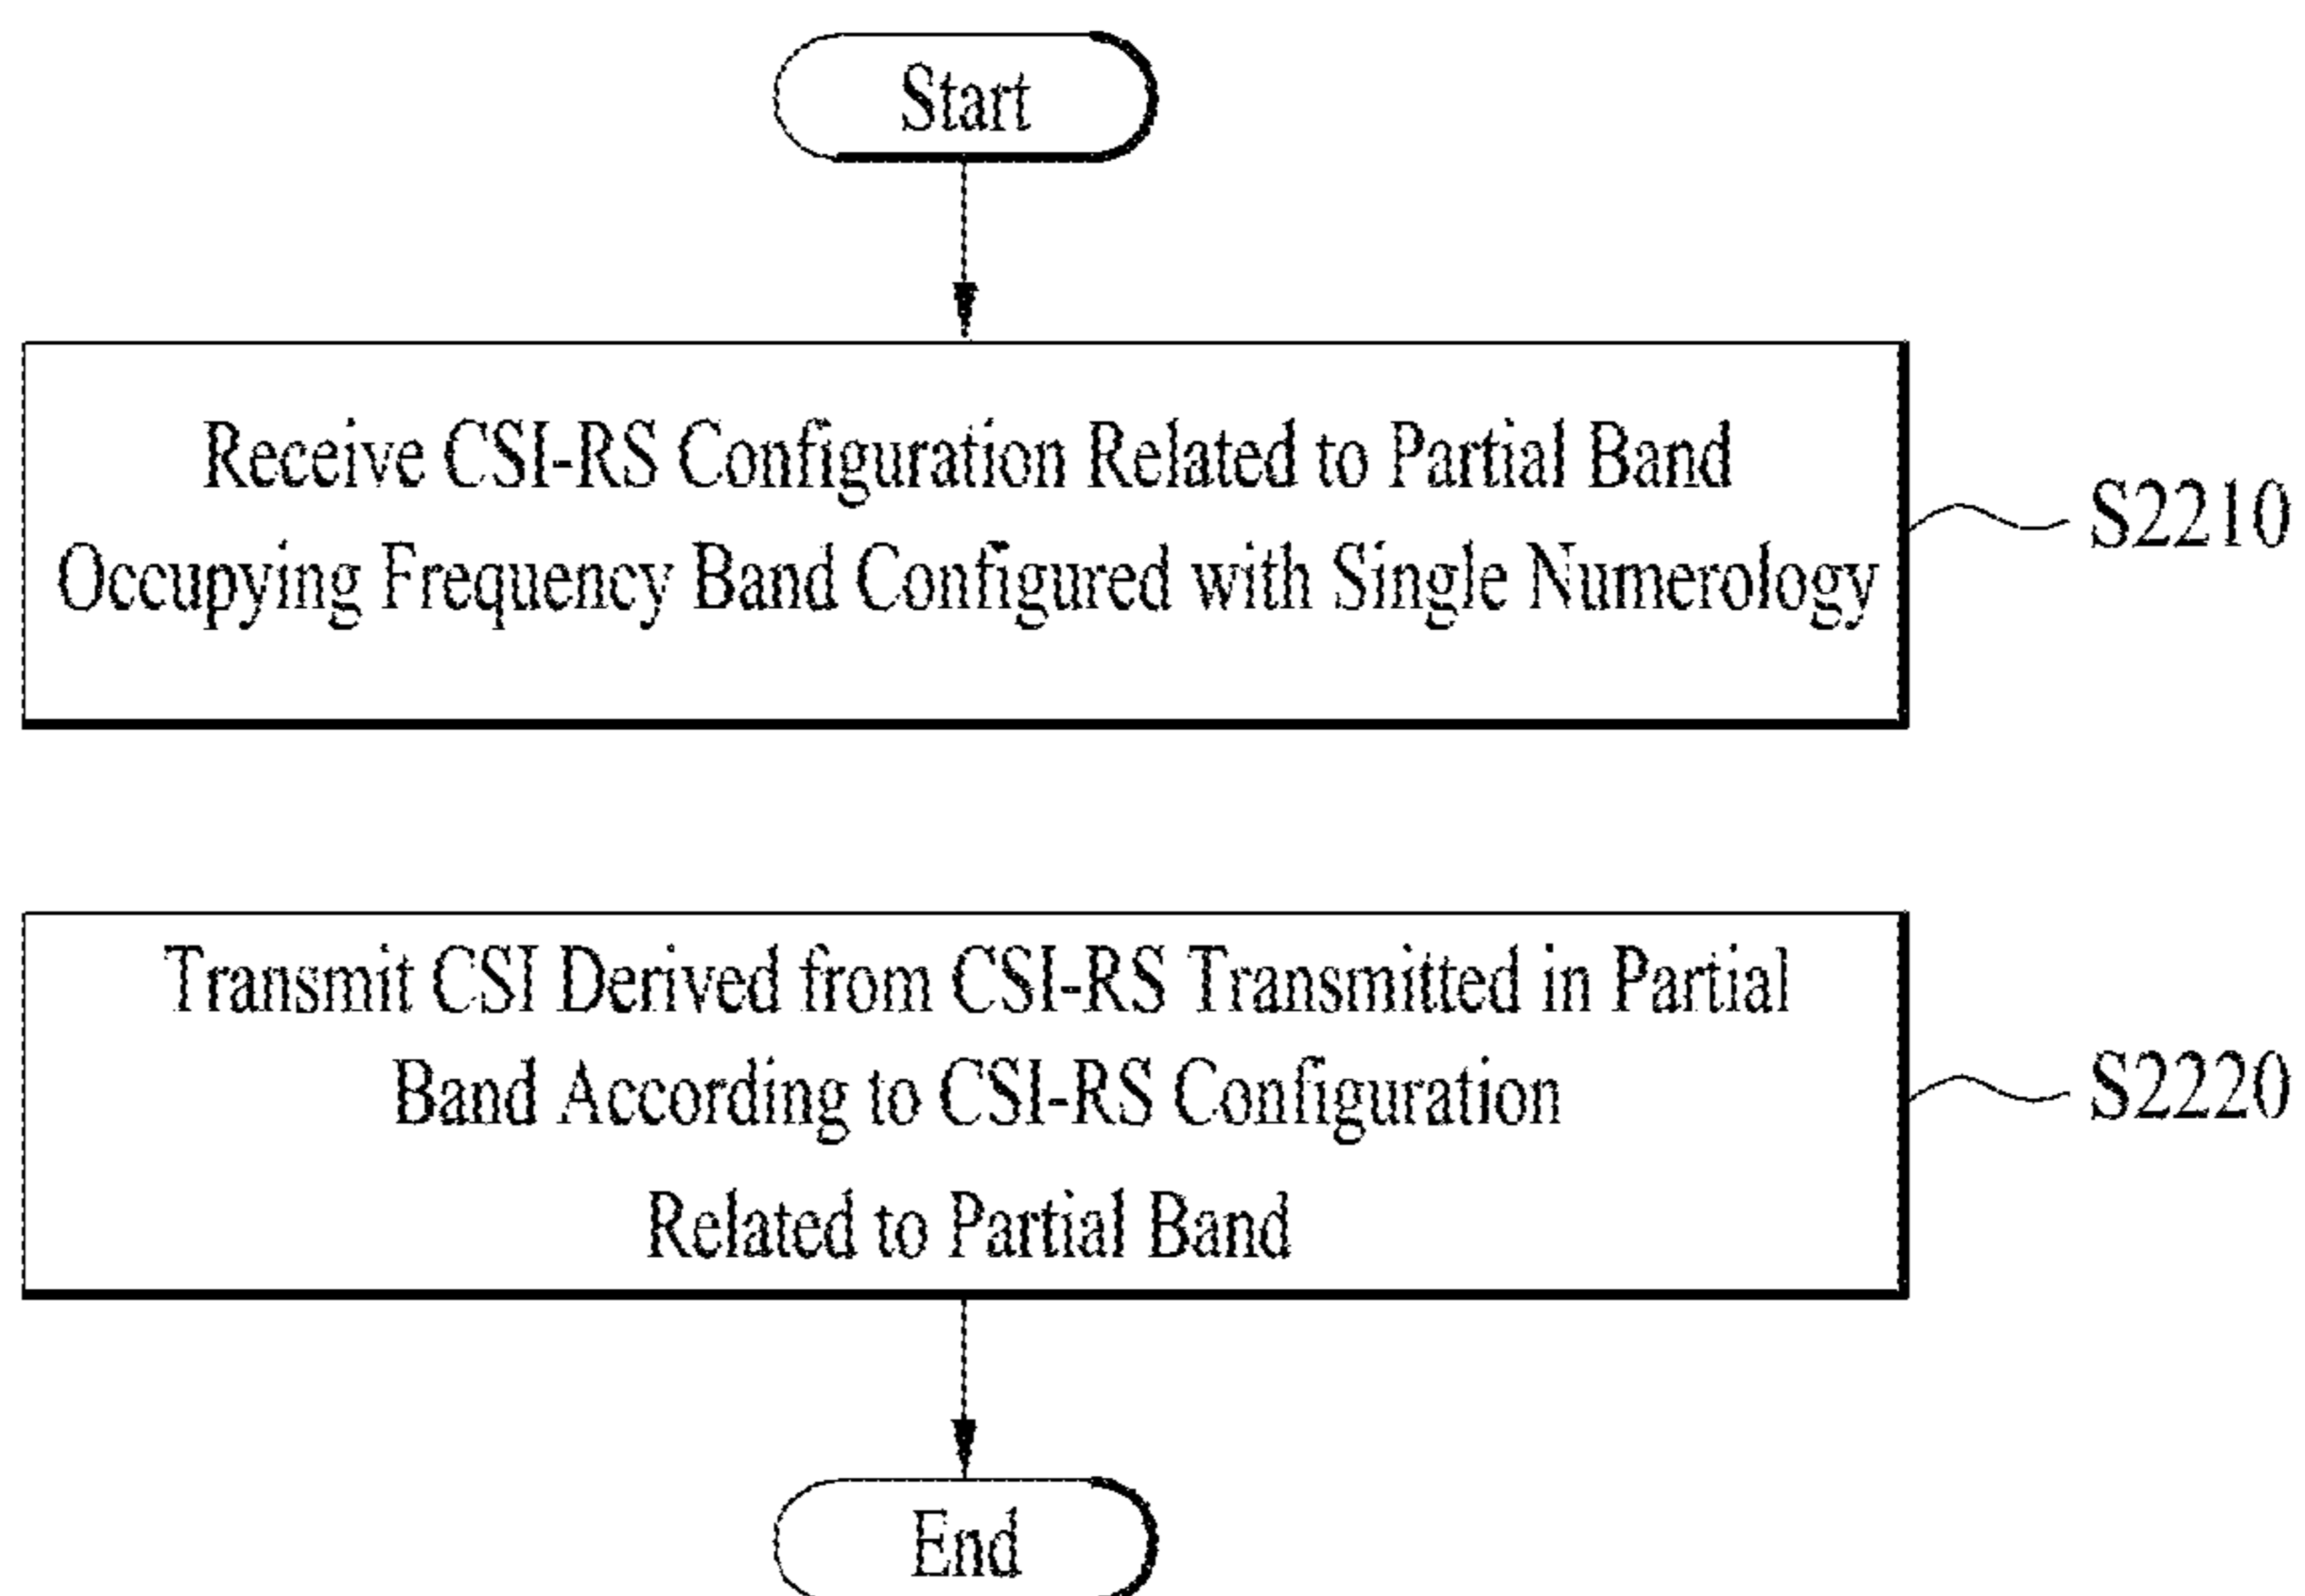 Start
Receive CSI-RS Configuration Related to Partial Band
Occupying Frequency Band Configured with Single Numerology
S2210
Transmit CSI Derived from CSI-RS Transmitted in Partial
Band According to CSI-RS Configuration
Related to Partial Band
S2220
End